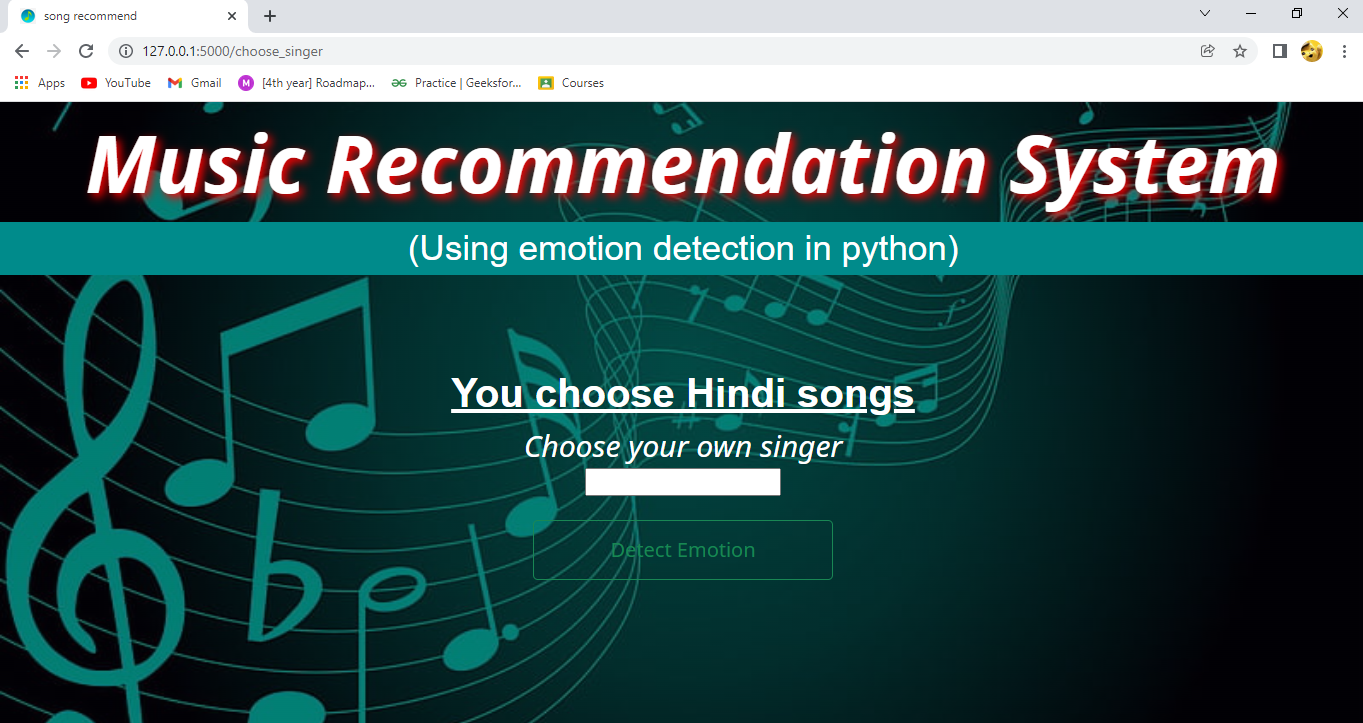 song recommend
127.0.0.1:5000/choose_singer
Apps YouTube Gmail M [4th year] Roadmap... Practice | Geeksfor... Courses
Music Recommendation System
(Using emotion detection in python)
You choose Hindi songs
Choose your own singer
Detect Emotion